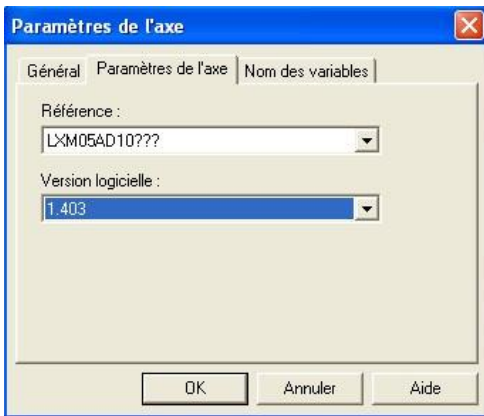 Paramètres de l'axe
Général Paramètres de l'axe Nom des variables
Référence :
LXM05AD10???
Version logicielle :
1.403
OK Annuler Aide